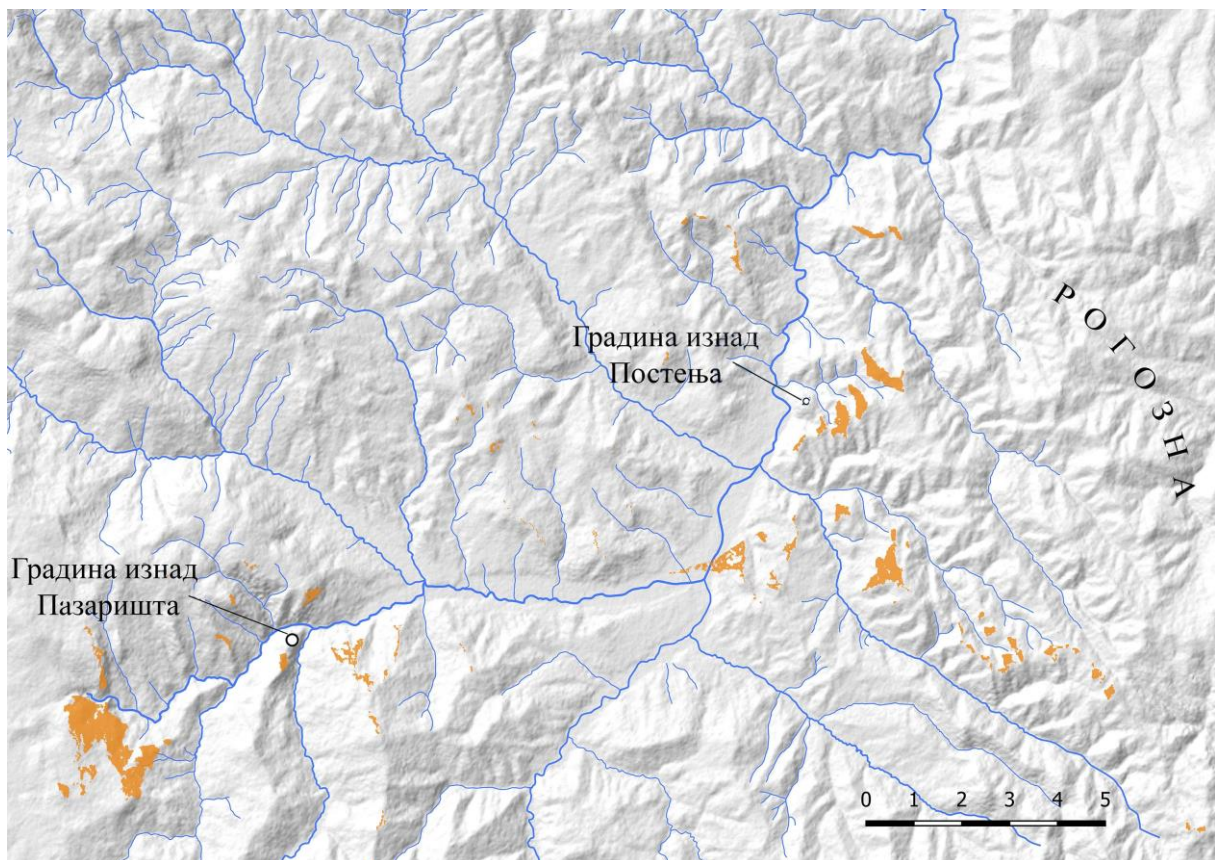 Градина изнад
Постења
РОГОЗНА
Градина изнад
Пазаришта
0 1 2 3 4 5